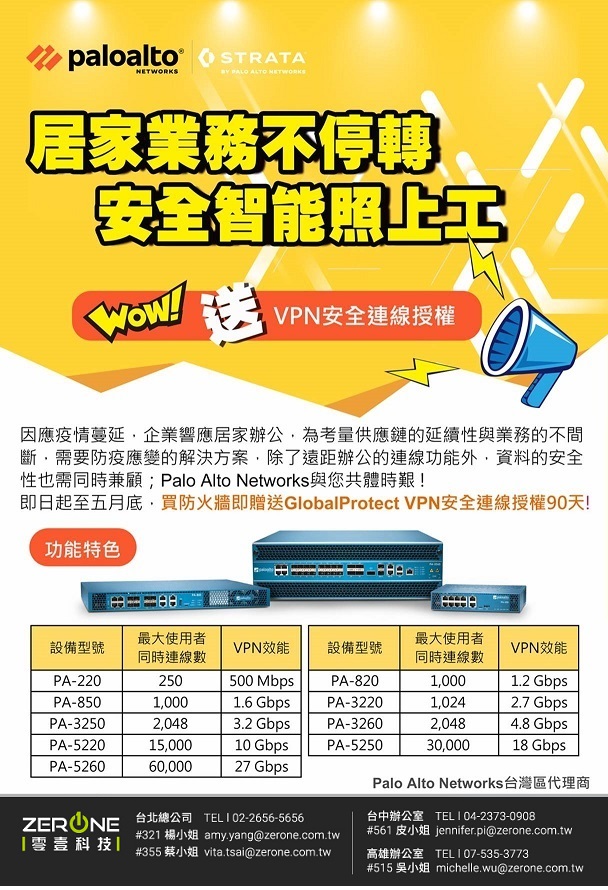 paloalto®
NETWORKS
STRATA
BY PALO ALTO NETWORKS
居家業務不停轉
安全智能照上工
WOW!
送
VPN安全連線授權
因應疫情蔓延，企業響應居家辦公，為考量供應鏈的延續性與業務的不間
斷，需要防疫應變的解決方案，除了遠距辦公的連線功能外，資料的安全
性也需同時兼顧；Palo Alto Networks與您共體時艱！
即日起至五月底，買防火牆即贈送GlobalProtect VPN安全連線授權90天!
功能特色
設備型號 最大使用者同時連線數 VPN效能 設備型號 最大使用者同時連線數 VPN效能
PA-220 250 500 Mbps PA-820 1,000 1.2 Gbps
PA-850 1,000 1.6 Gbps PA-3220 1,024 2.7 Gbps
PA-3250 2,048 3.2 Gbps PA-3260 2,048 4.8 Gbps
PA-5220 15,000 10 Gbps PA-5250 30,000 18 Gbps
PA-5260 60,000 27 Gbps
Palo Alto Networks台灣區代理商
ZERONE
零壹科技
台北總公司 TEL l 02-2656-5656
#321 楊小姐 amy.yang@zerone.com.tw
#355 蔡小姐 vita.tsai@zerone.com.tw
台中辦公室 TEL l 04-2373-0908
#561 皮小姐 jennifer.pi@zerone.com.tw
高雄辦公室 TEL l 07-535-3773
#515 吳小姐 michelle.wu@zerone.com.tw